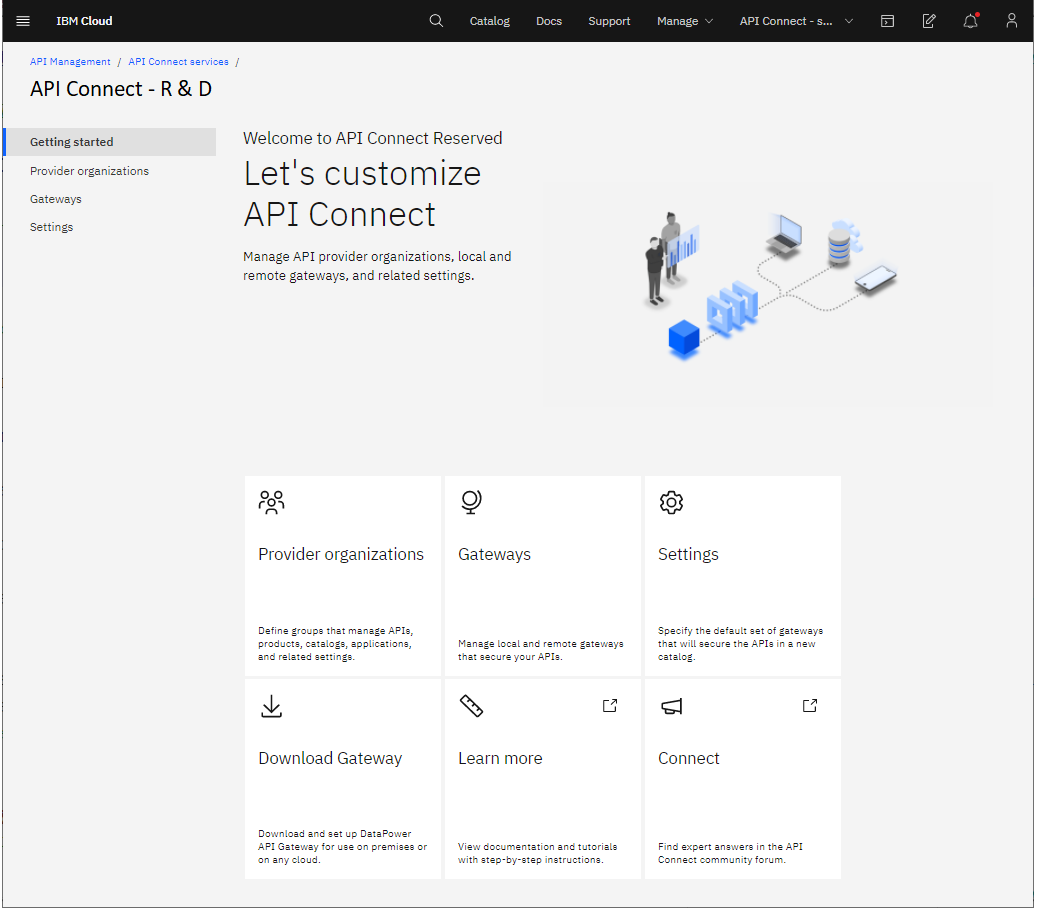 IBM Cloud
Catalog
Docs
Support
Manage
API Connect - s...
API Management / API Connect services /
API Connect - R & D
Getting started
Provider organizations
Gateways
Settings
Welcome to API Connect Reserved
Let's customize
API Connect
Manage API provider organizations, local and
remote gateways, and related settings.
Provider organizations
Define groups that manage APIs,
products, catalogs, applications,
and related settings.
Gateways
Manage local and remote gateways
that secure your APIs.
Settings
Specify the default set of gateways
that will secure the APIs in a new
catalog.
Download Gateway
Download and set up DataPower
API Gateway for use on premises or
on any cloud.
Learn more
View documentation and tutorials
with step-by-step instructions.
Connect
Find expert answers in the API
Connect community forum.